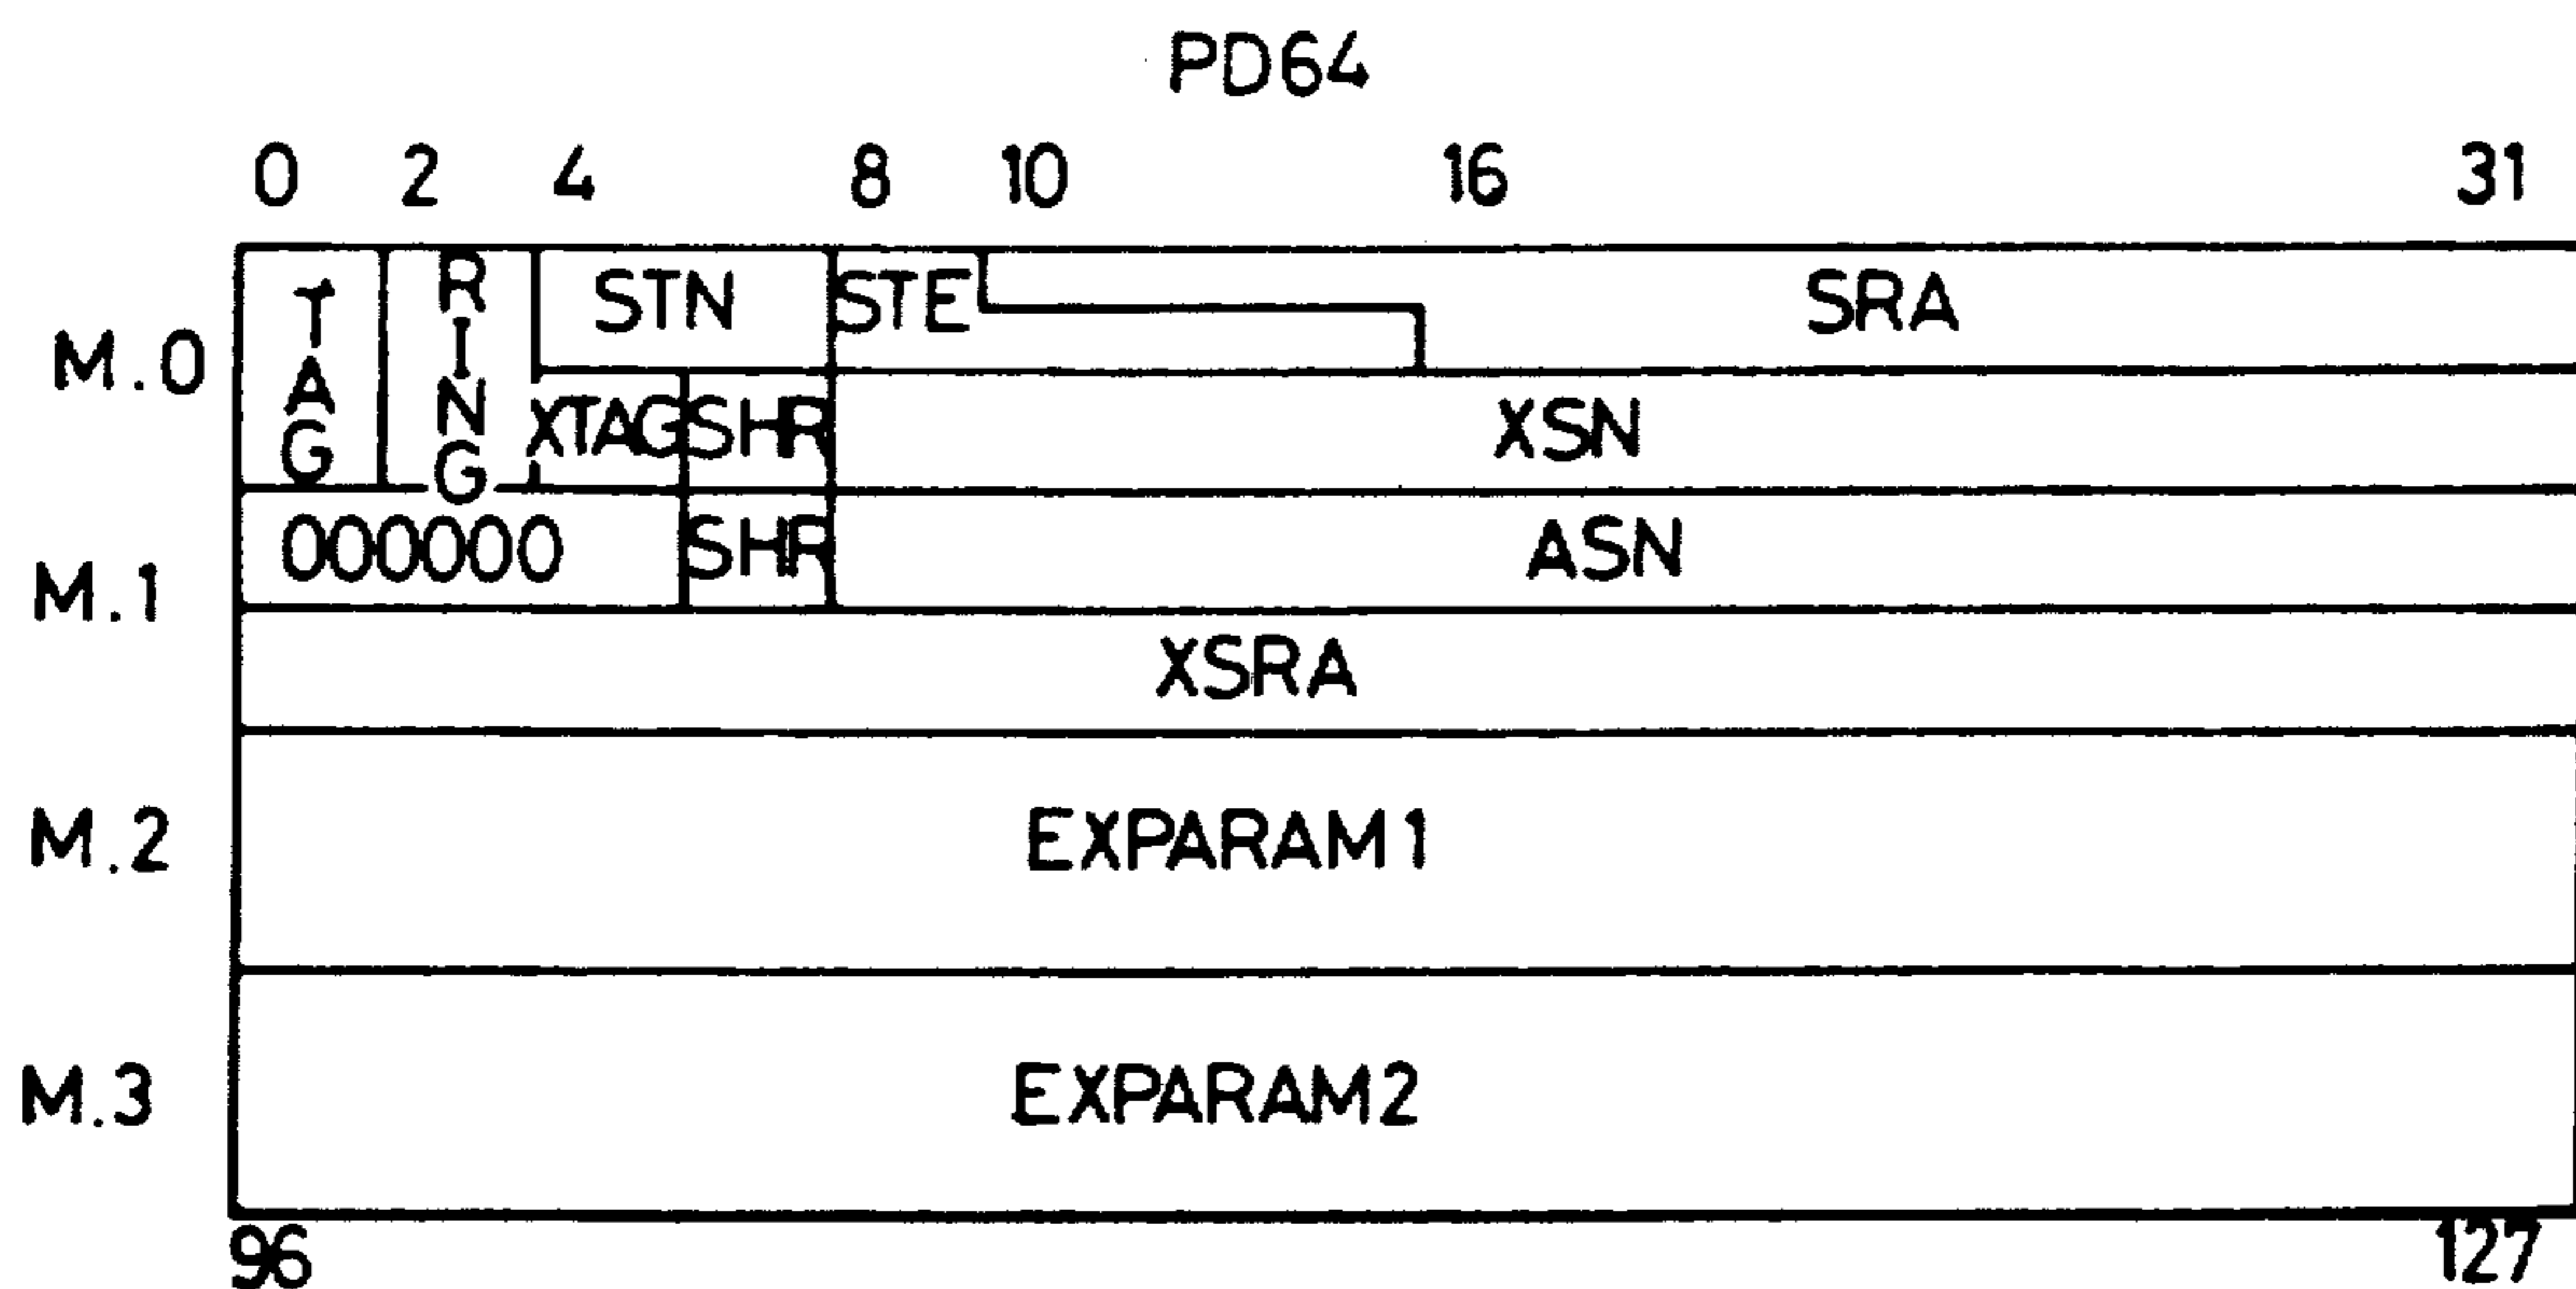 PD64
0 2 4 8 10 16 31
M.0 TAG RING STN STE SRA
XTAG SHR XSN
M.1 000000 SHR ASN
XSRA
M.2 EXPARAM1
M.3 EXPARAM2
96 127